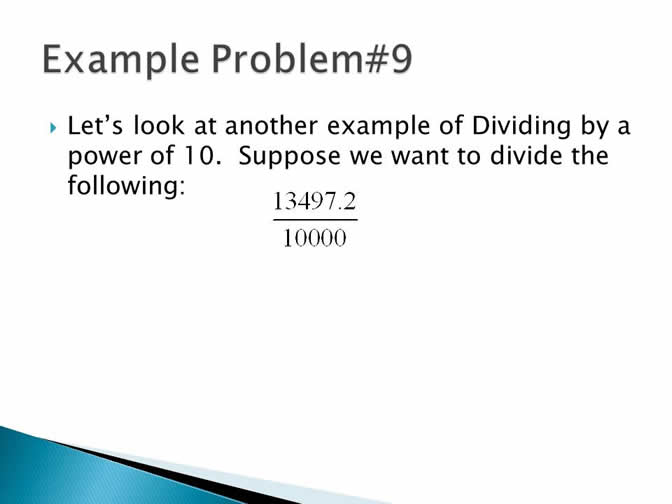 Example Problem#9
Let's look at another example of Dividing by a
power of 10.  Suppose we want to divide the
following:
13497.2
10000